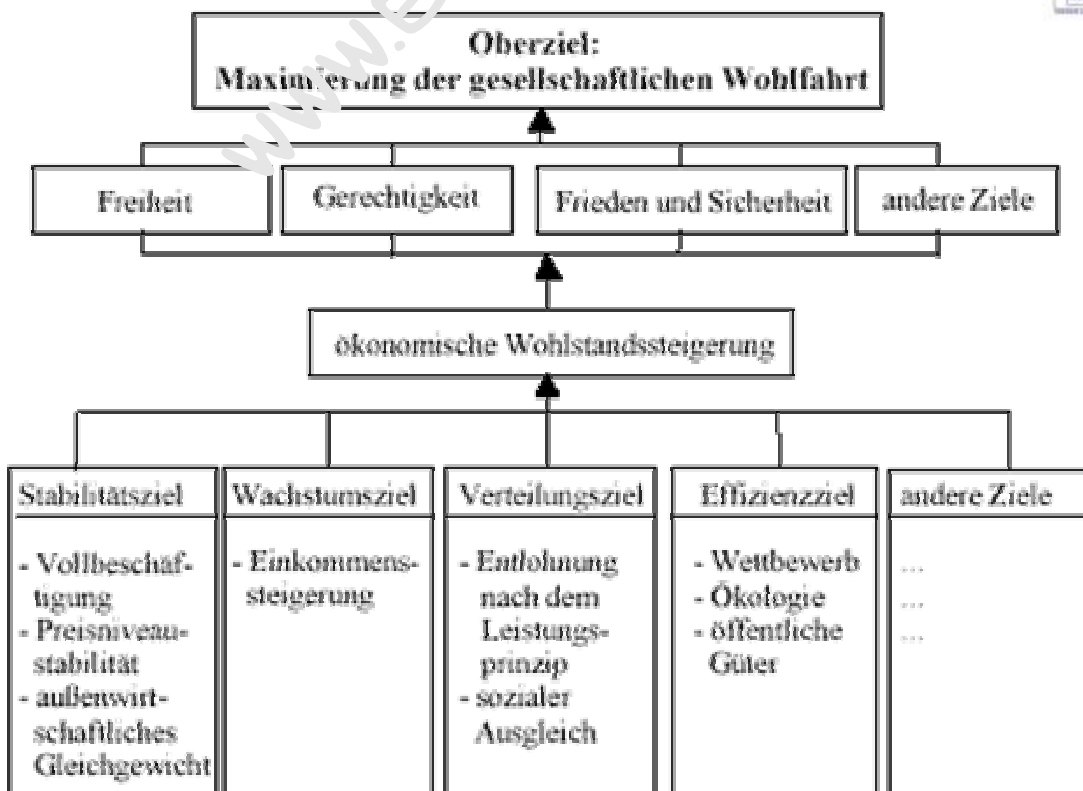 Oberziel:
Maximierung der gesellschaftlichen Wohlfahrt
Freiheit
Gerechtigkeit
Frieden und Sicherheit
andere Ziele
ökonomische Wohlstandssteigerung
Stabilitätsziel
- Vollbeschäf-
tigung
- Preisniveau-
stabilität
- außenwirt-
schaftliches
Gleichgewicht
Wachstumsziel
- Einkommens-
steigerung
Verteilungsziel
- Entlohnung
nach dem
Leistungs-
prinzip
- sozialer
Ausgleich
Effizienzziel
- Wettbewerb
- Ökologie
- öffentliche
Güter
andere Ziele
...
...
...
www.